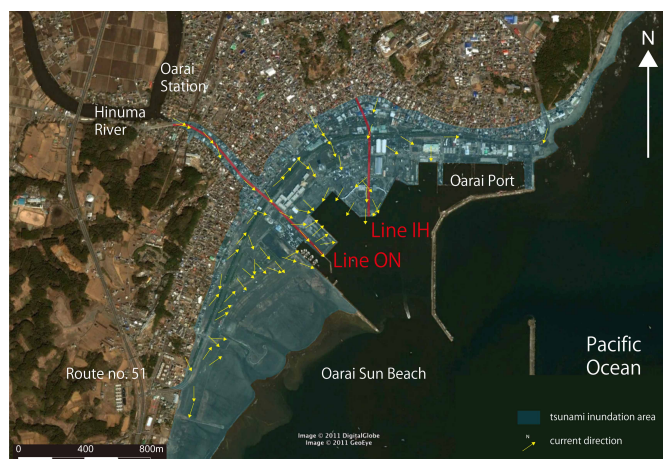 N
Oarai
Station
Hinuma
River
Oarai Port
Line IH
Line ON
Pacific
Ocean
Route no. 51
Oarai Sun Beach
tsunami inundation area
N
current direction
Image © 2011 DigitalGlobe
Image © 2011 GeoEye
0 400 800m